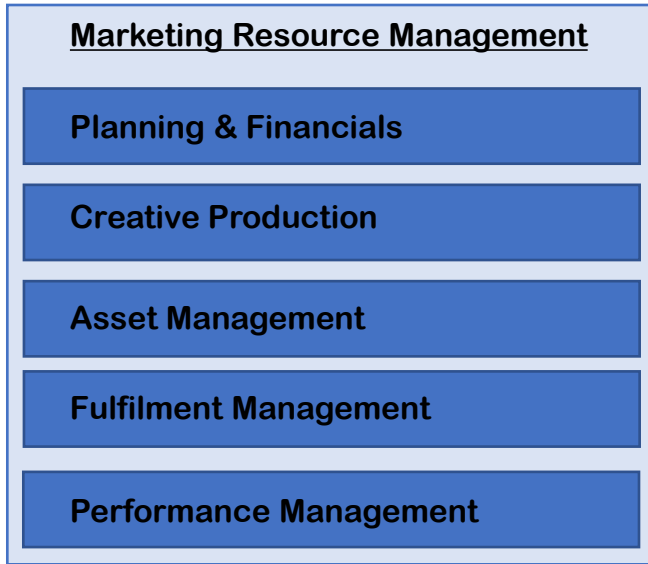 Marketing Resource Management
Planning & Financials
Creative Production
Asset Management
Fulfilment Management
Performance Management